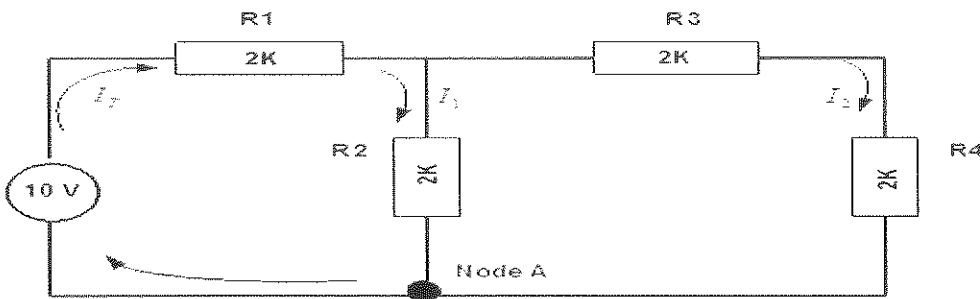 R1
R3
2K
2K
I_T
I_1
I_2
R2
2K
2K
R4
10 V
Node A